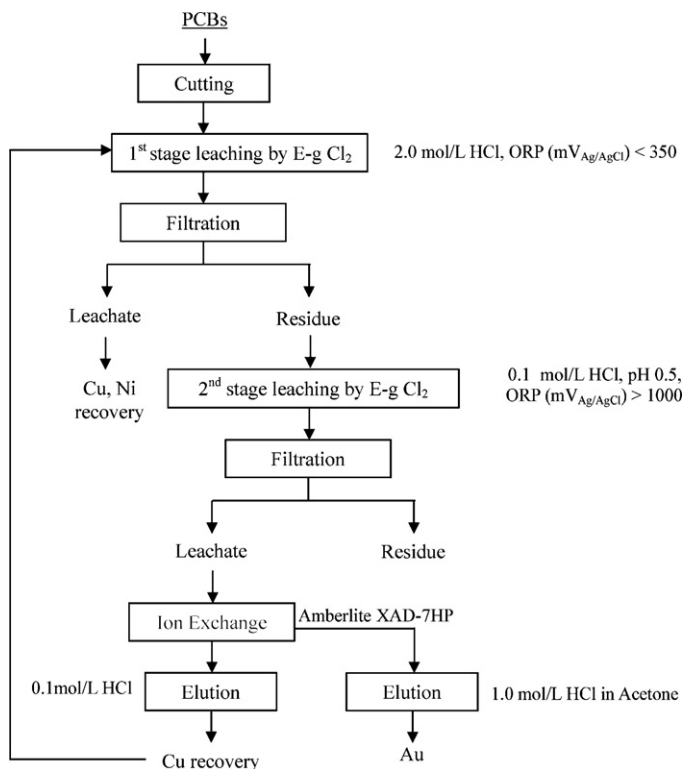 PCBs
Cutting
1st stage leaching by E-g Cl2
2.0 mol/L HCl, ORP (mVAg/AgCl) < 350
Filtration
Leachate
Residue
Cu, Ni
recovery
2nd stage leaching by E-g Cl2
0.1 mol/L HCl, pH 0.5,
ORP (mVAg/AgCl) > 1000
Filtration
Leachate
Residue
Ion Exchange
Amberlite XAD-7HP
0.1mol/L HCl
Elution
Elution
1.0 mol/L HCl in Acetone
Cu recovery
Au